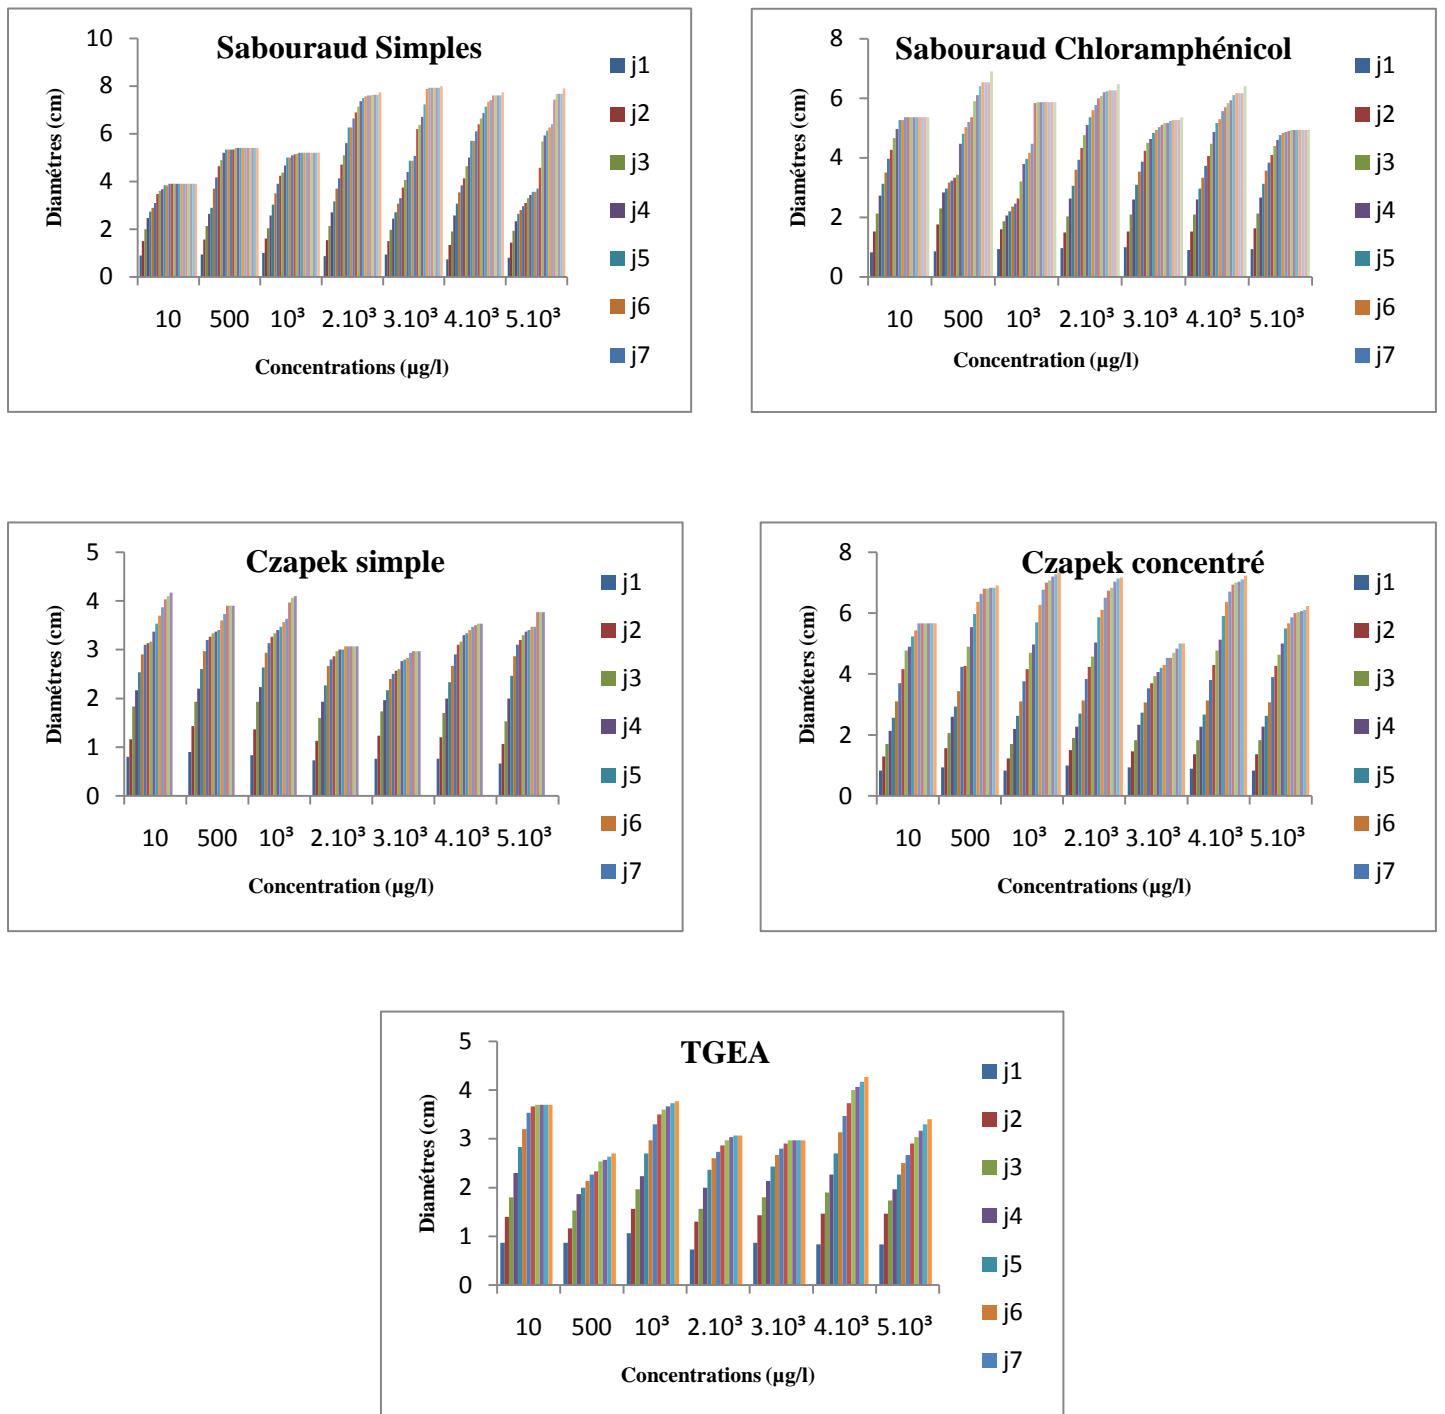 Sabouraud Simples
10
8
6
4
2
0
Diamétres (cm)
10 500 10³ 2.10³ 3.10³ 4.10³ 5.10³
Concentrations (µg/l)
j1
j2
j3
j4
j5
j6
j7
Sabouraud Chloramphénicol
8
6
4
2
0
Diamétres (cm)
10 500 10³ 2.10³ 3.10³ 4.10³ 5.10³
Concentration (µg/l)
j1
j2
j3
j4
j5
j6
j7
Czapek simple
5
4
3
2
1
0
Diamétres (cm)
10 500 10³ 2.10³ 3.10³ 4.10³ 5.10³
Concentration (µg/l)
j1
j2
j3
j4
j5
j6
j7
Czapek concentré
8
6
4
2
0
Diaméters (cm)
10 500 10³ 2.10³ 3.10³ 4.10³ 5.10³
Concentrations (µg/l)
j1
j2
j3
j4
j5
j6
j7
TGEA
5
4
3
2
1
0
Diamétres (cm)
10 500 10³ 2.10³ 3.10³ 4.10³ 5.10³
Concentrations (µg/l)
j1
j2
j3
j4
j5
j6
j7